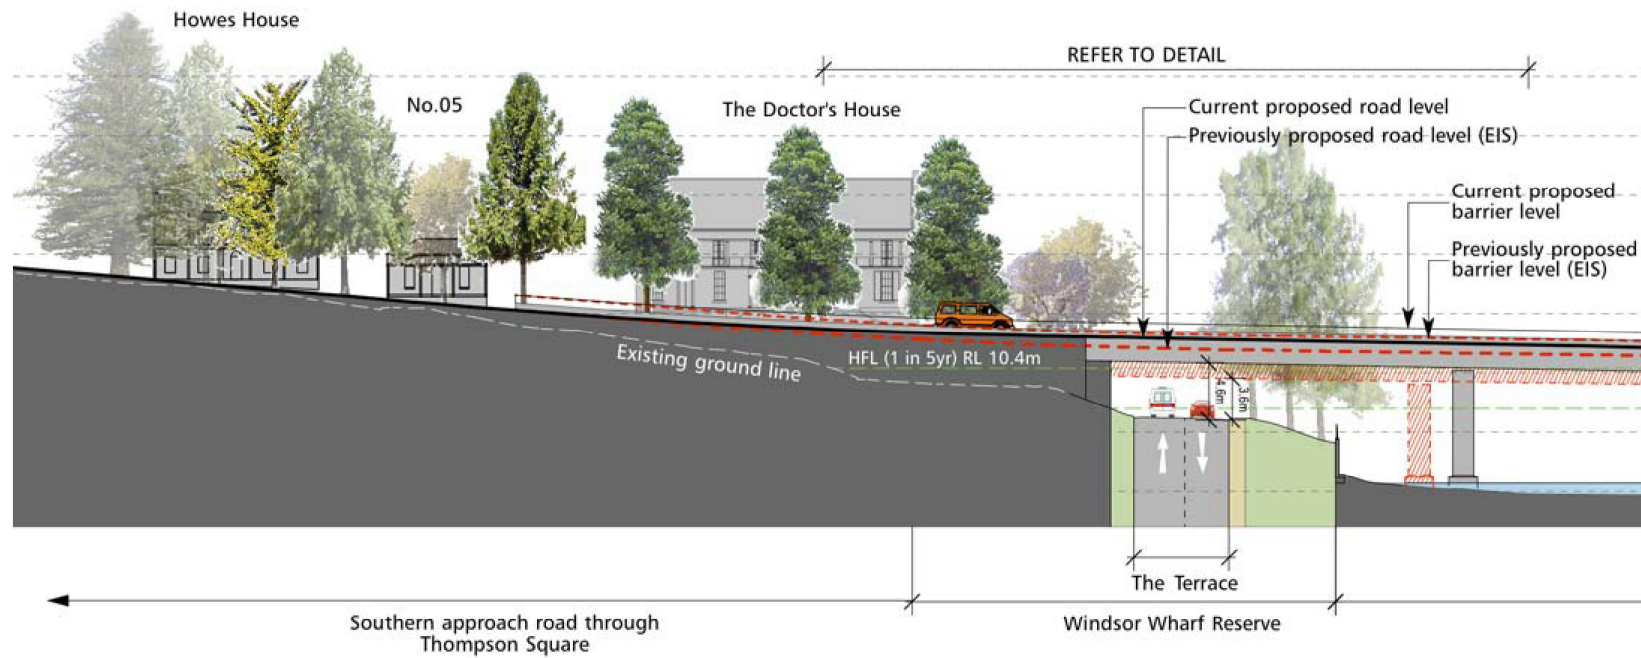 Howes House
REFER TO DETAIL
No.05
The Doctor's House
Current proposed road level
Previously proposed road level (EIS)
Current proposed
barrier level
Previously proposed
barrier level (EIS)
Existing ground line
HFL (1 in 5yr) RL 10.4m
4.6m
3.6m
The Terrace
Southern approach road through
Thompson Square
Windsor Wharf Reserve